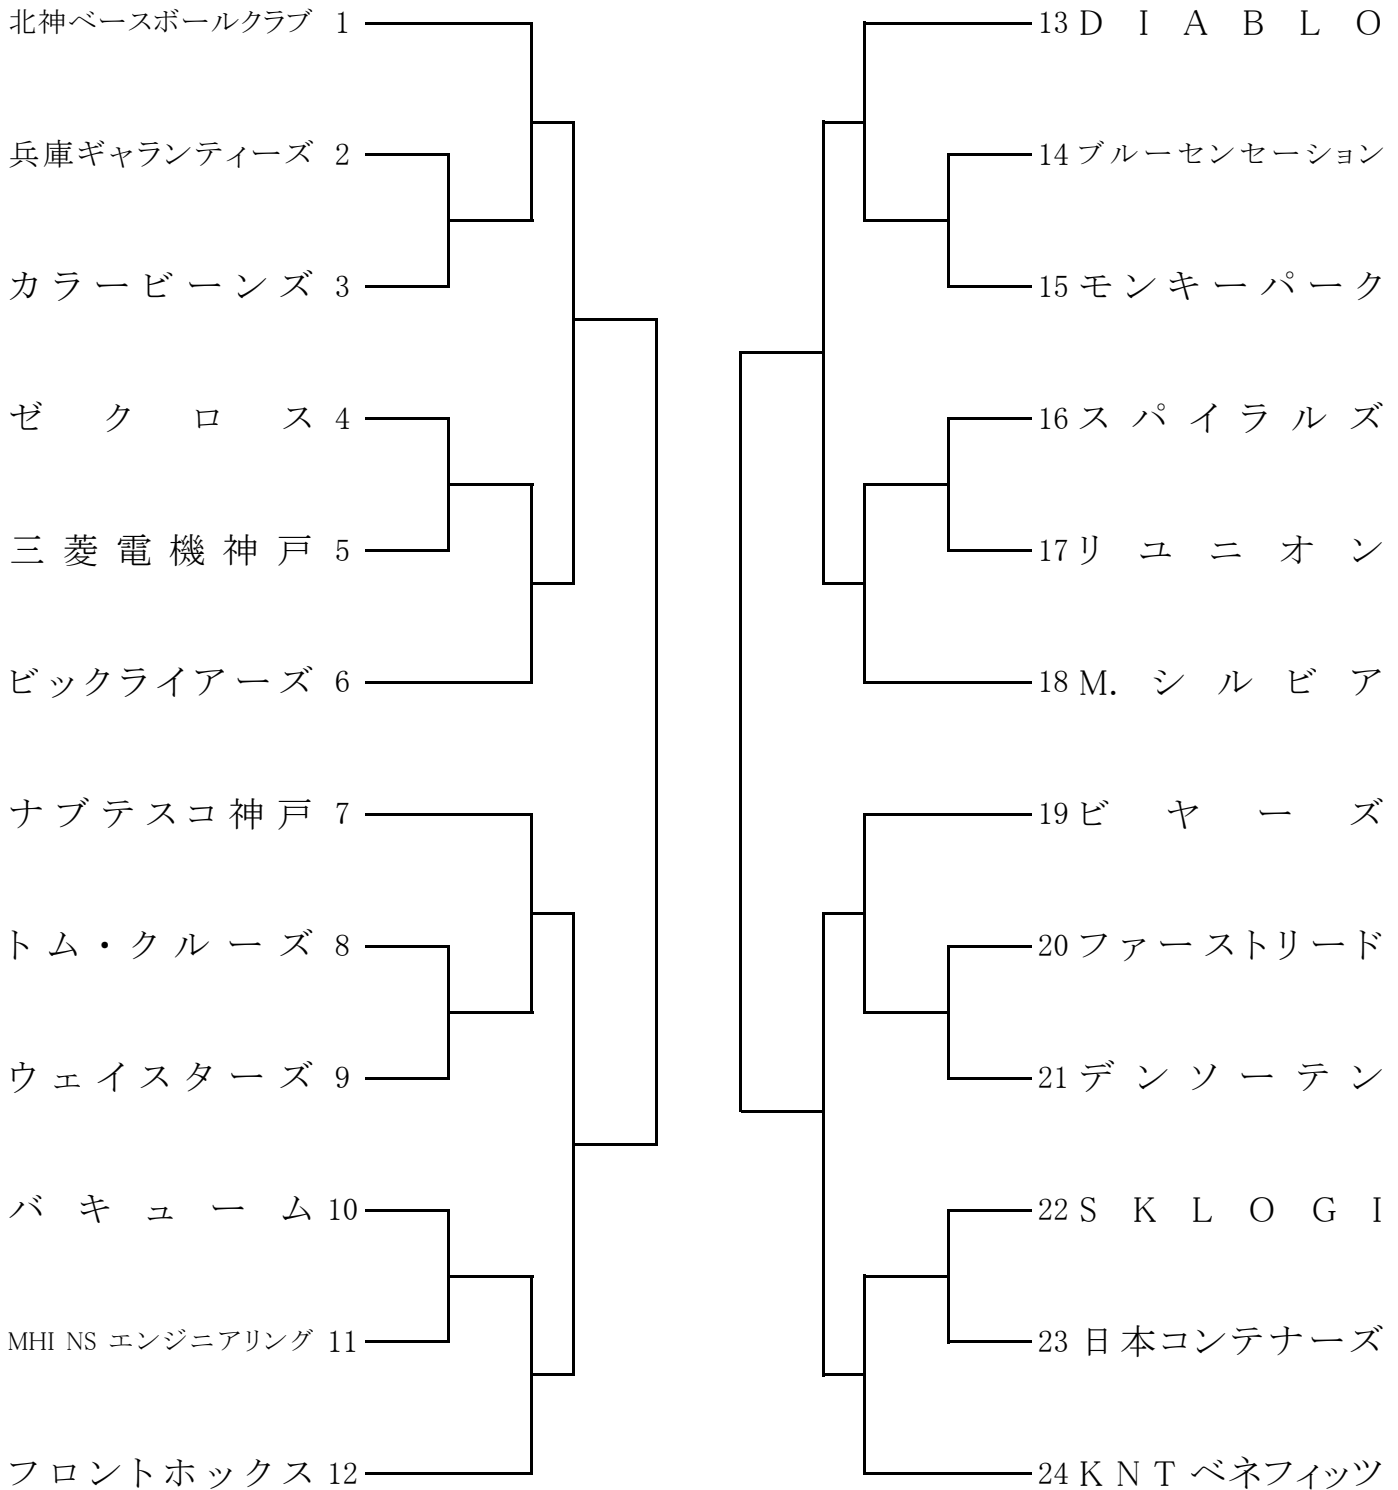 北神ベースボールクラブ 1
兵庫ギャランティーズ 2
カラービーンズ 3
ゼクロス 4
三菱電機神戸 5
ビックライアーズ 6
ナブテスコ神戸 7
トム・クルーズ 8
ウェイスターズ 9
バキューム 10
MHI NS エンジニアリング 11
フロントホックス 12
13 DIABLO
14 ブルーセンセーション
15 モンキーパーク
16 スパイラルズ
17 リユニオン
18 M.シルビア
19 ビヤーズ
20 ファーストリード
21 デンソーテン
22 SKLOGI
23 日本コンテナーズ
24 KNTベネフィッツ